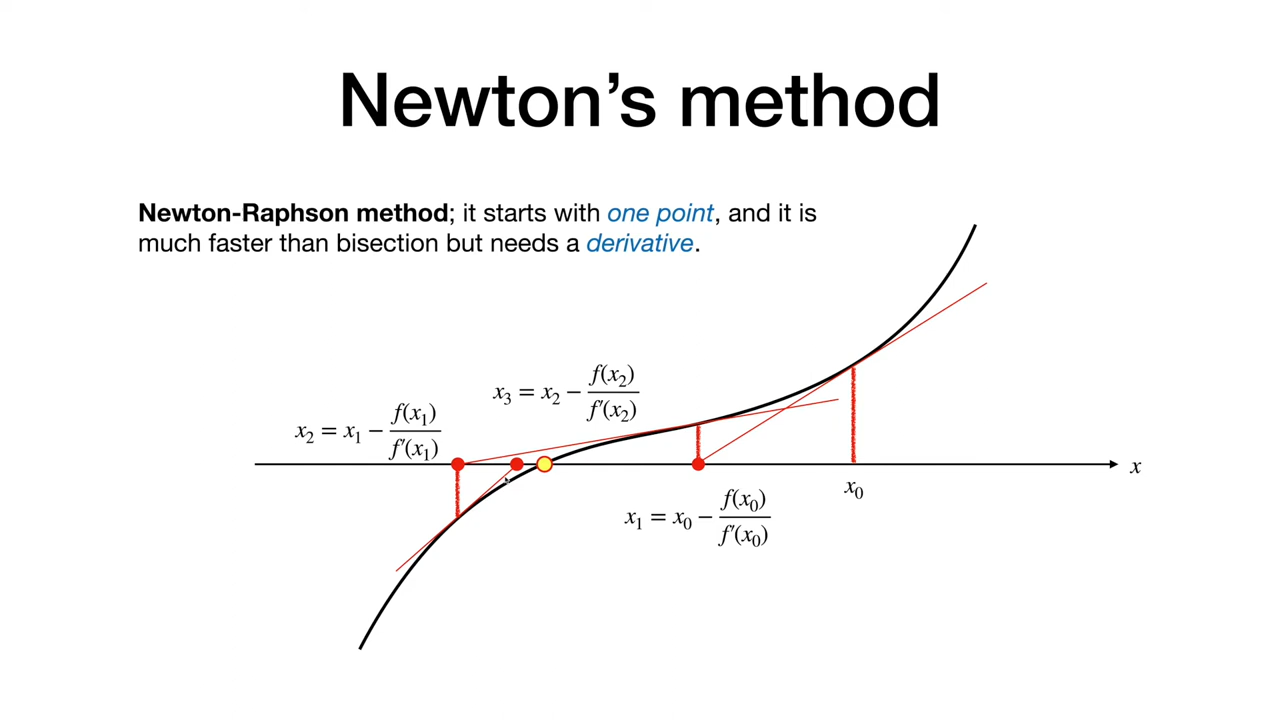 Newton’s method
Newton-Raphson method; it starts with one point, and it is
much faster than bisection but needs a derivative.
x₃ = x₂ − f(x₂)/f′(x₂)
x₂ = x₁ − f(x₁)/f′(x₁)
x
x₀
x₁ = x₀ − f(x₀)/f′(x₀)